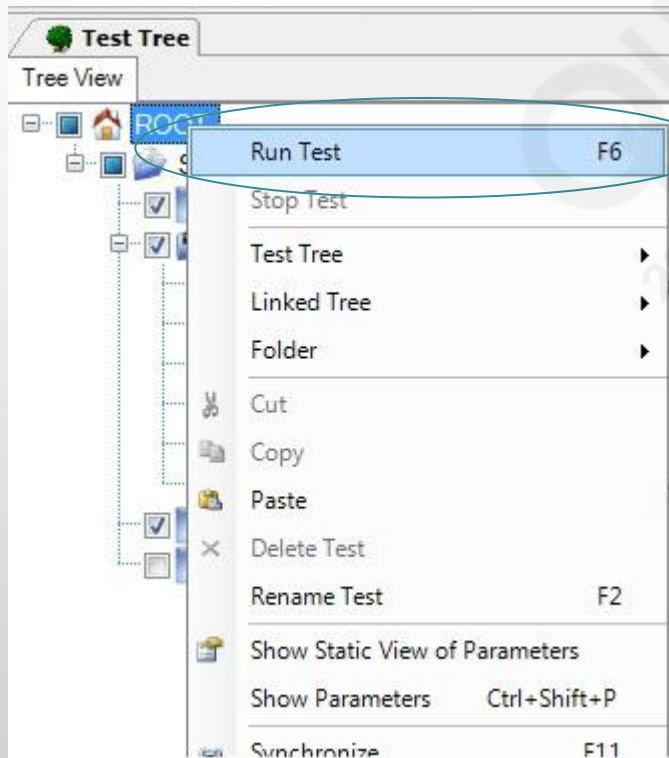 Test Tree
Tree View
ROOT
Run Test F6
Stop Test
Test Tree
Linked Tree
Folder
Cut
Copy
Paste
Delete Test
Rename Test F2
Show Static View of Parameters
Show Parameters Ctrl+Shift+P
Synchronize F11